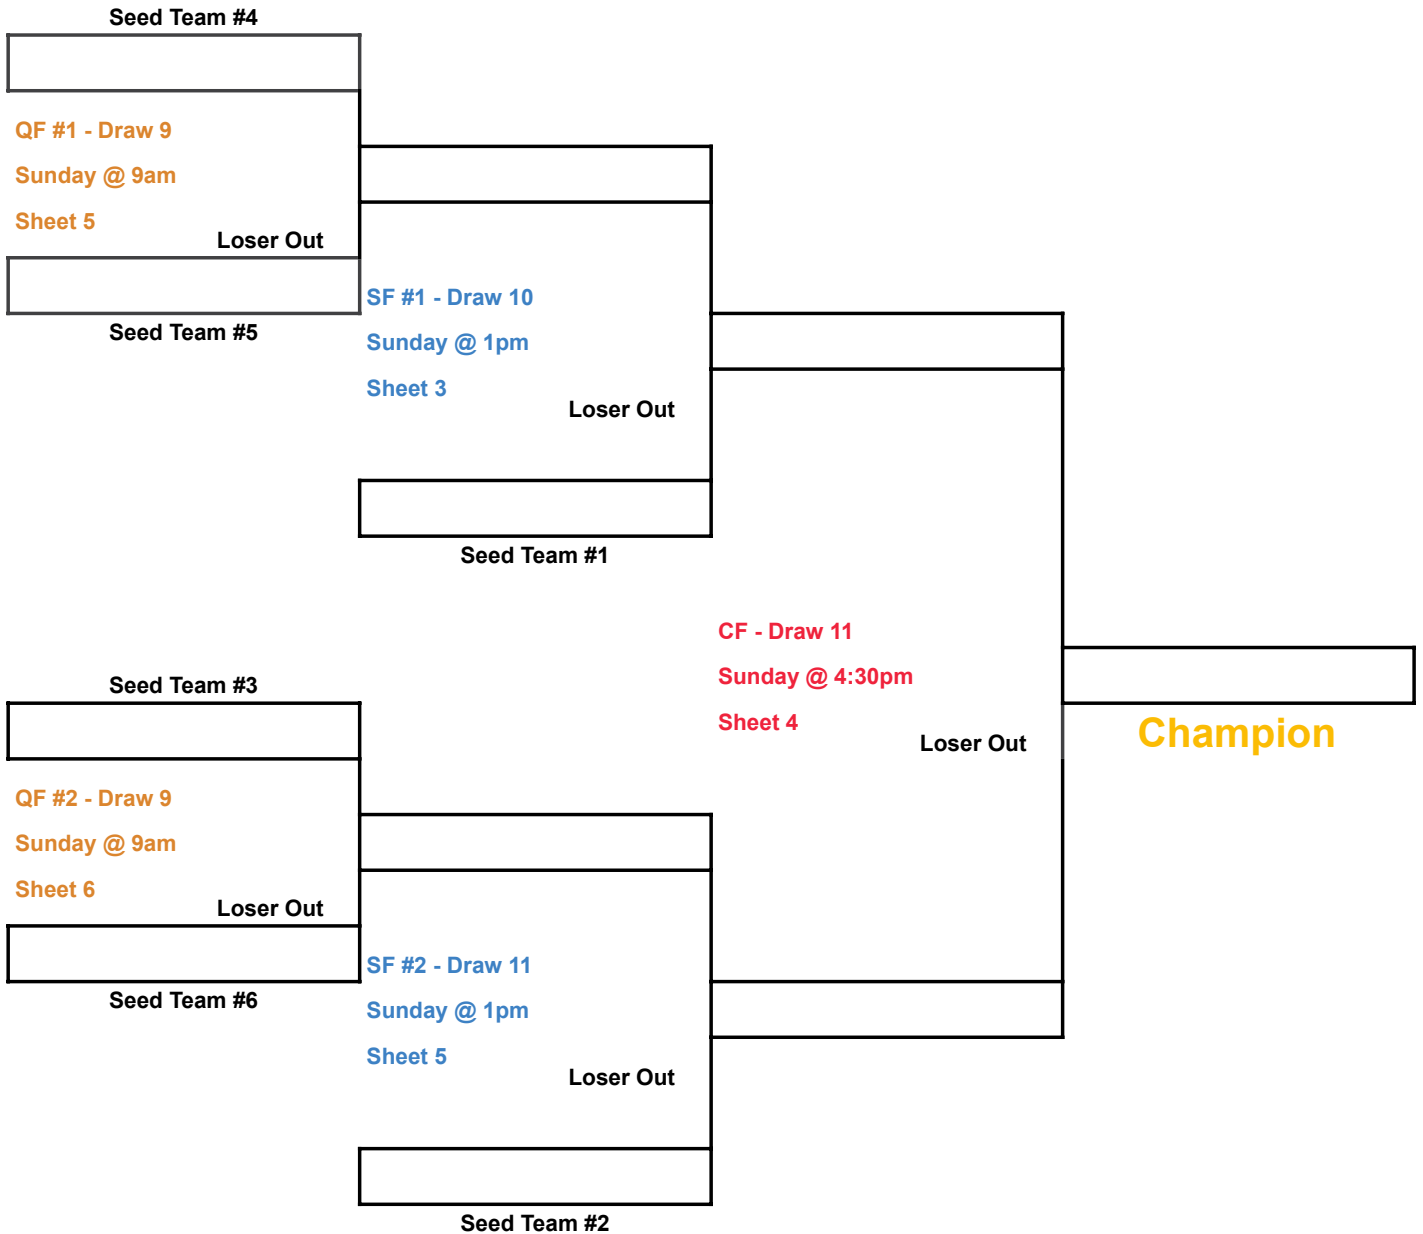 Seed Team #4
QF #1 - Draw 9
Sunday @ 9am
Sheet 5
Loser Out
Seed Team #5
SF #1 - Draw 10
Sunday @ 1pm
Sheet 3
Loser Out
Seed Team #1
CF - Draw 11
Sunday @ 4:30pm
Sheet 4
Loser Out
Champion
Seed Team #3
QF #2 - Draw 9
Sunday @ 9am
Sheet 6
Loser Out
Seed Team #6
SF #2 - Draw 11
Sunday @ 1pm
Sheet 5
Loser Out
Seed Team #2